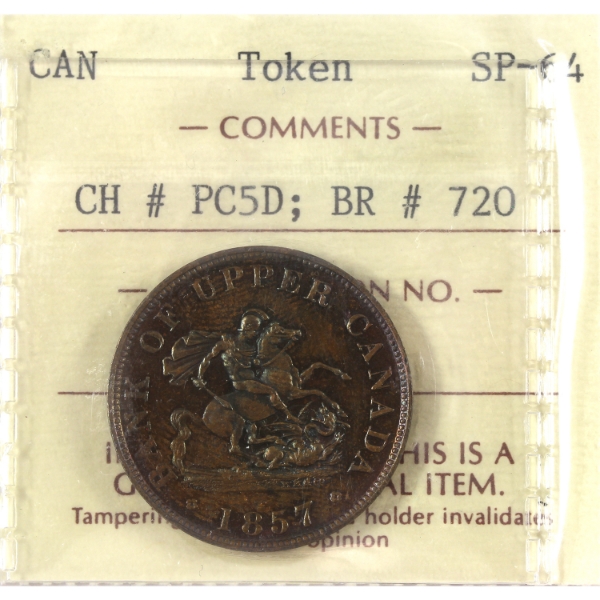 CAN Token SP-64
— COMMENTS —
CH # PC5D; BR # 720
— N NO. —
BANK OF UPPER CANADA
1857
HIS IS A
G AL iTEM.
Tampering holder invalidates
opinion